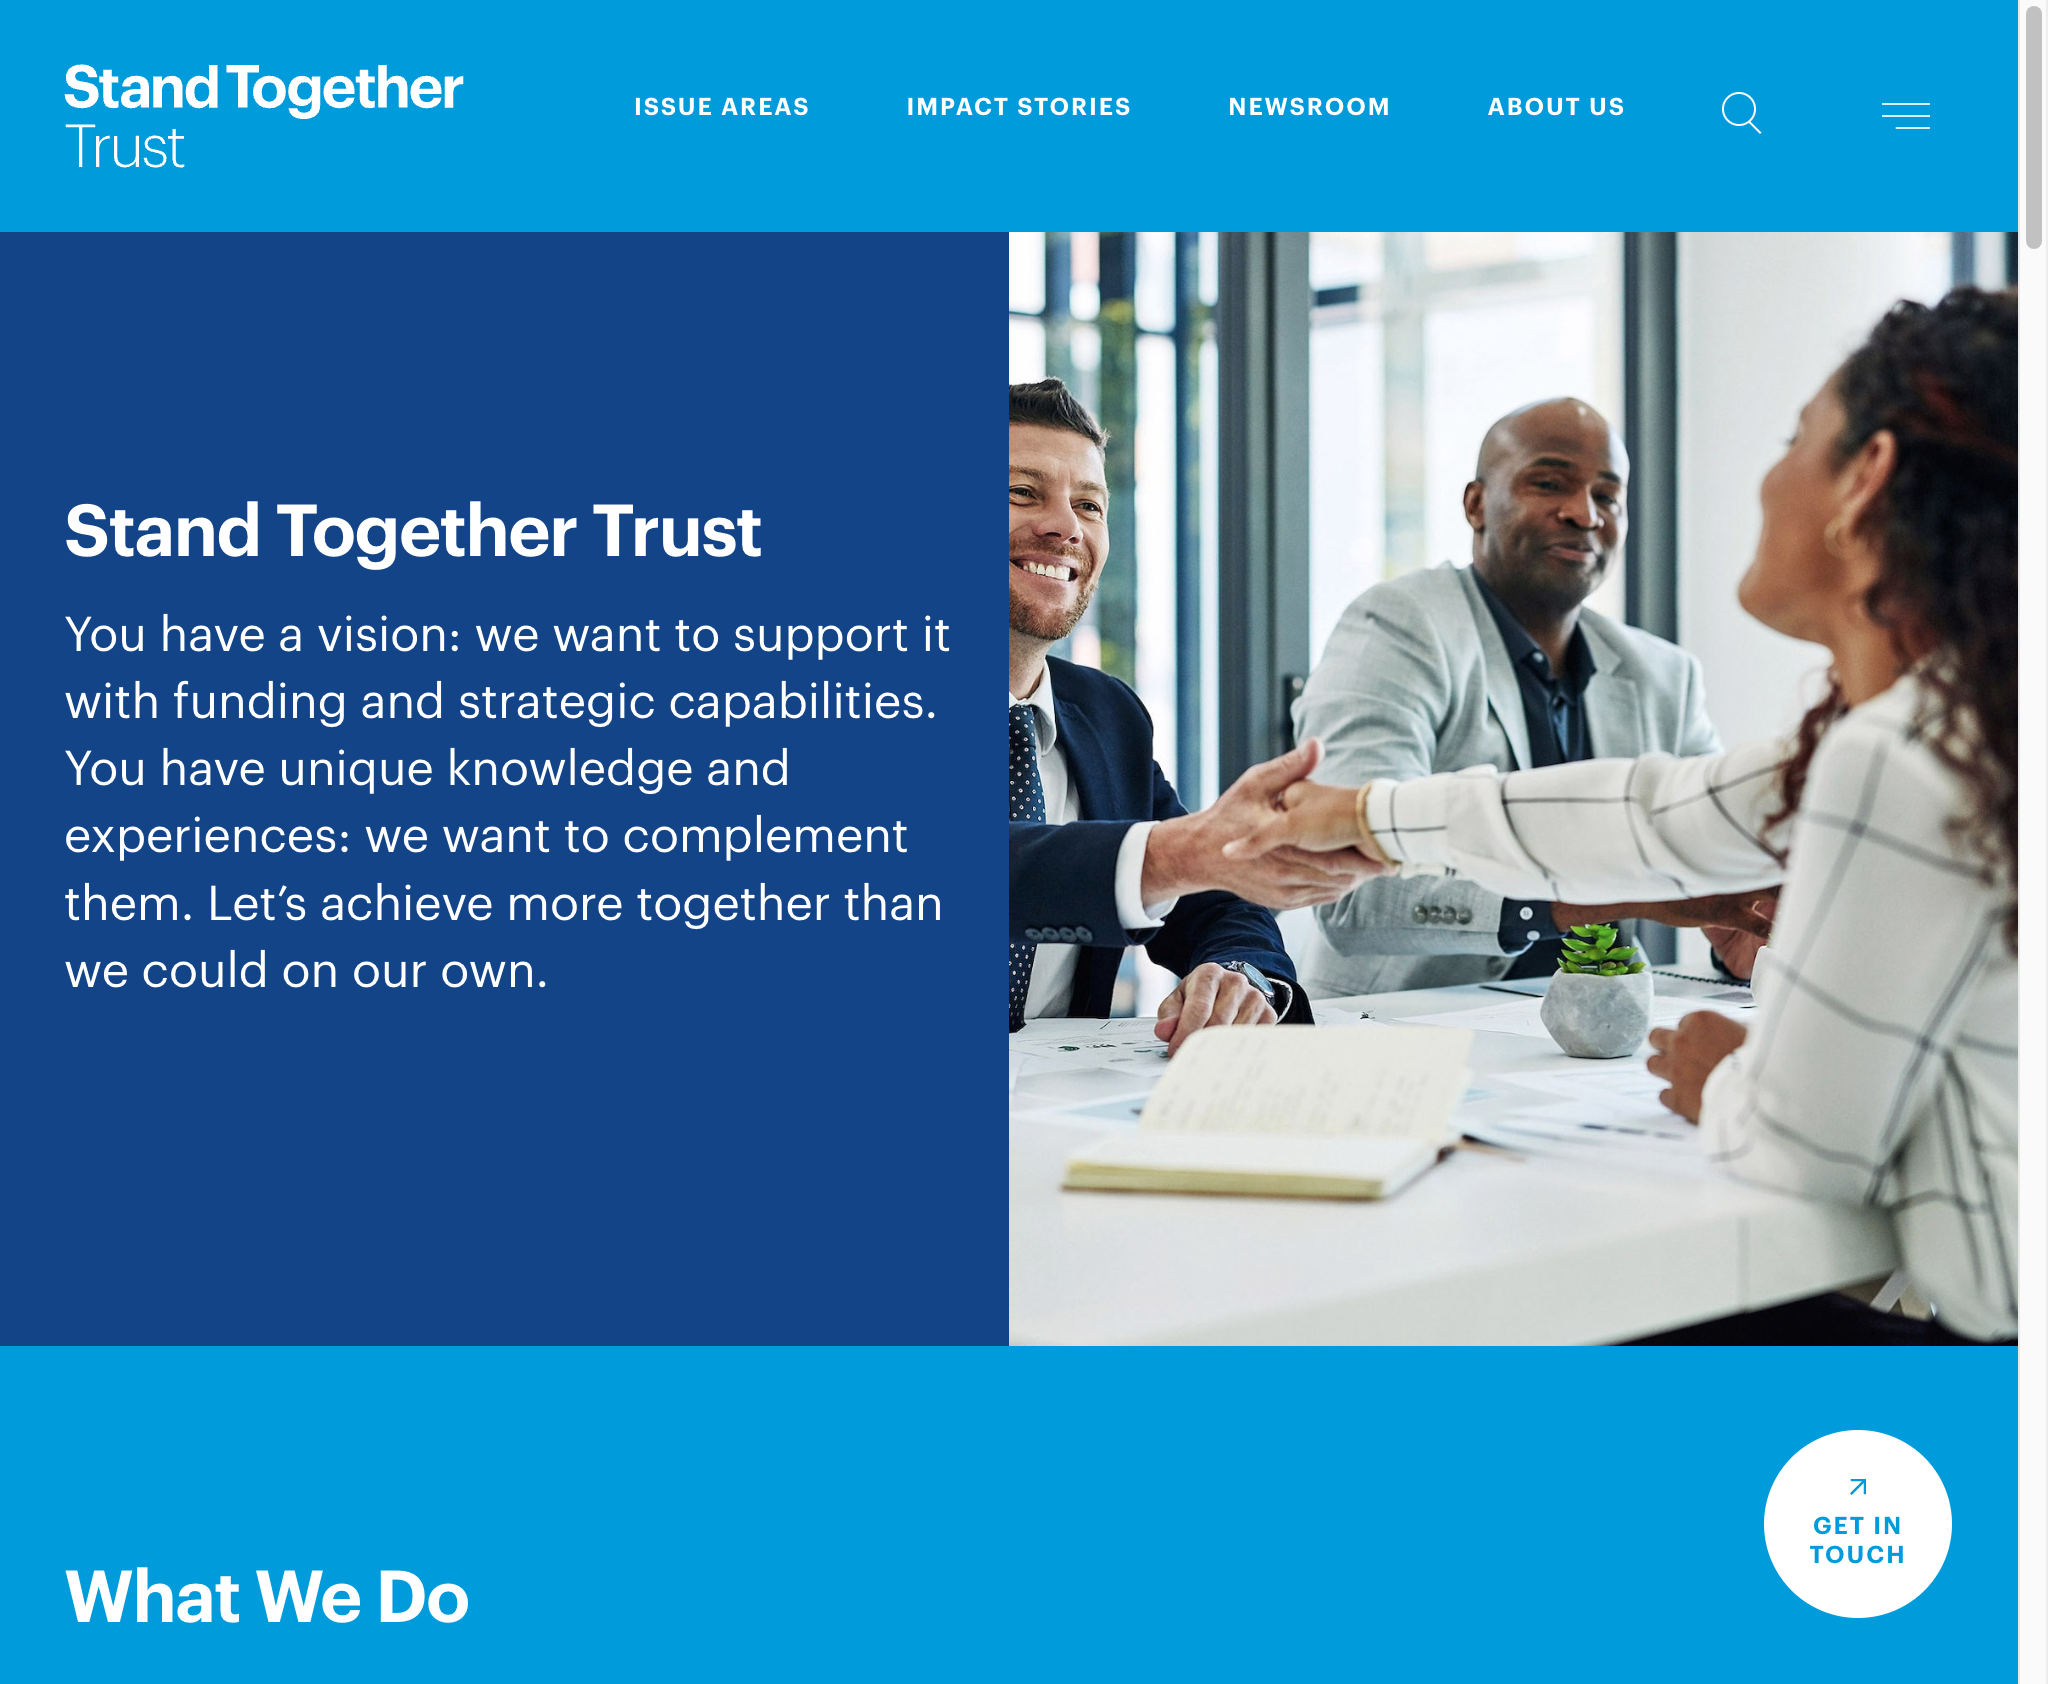 Stand Together
Trust
ISSUE AREAS
IMPACT STORIES
NEWSROOM
ABOUT US
Stand Together Trust
You have a vision: we want to support it
with funding and strategic capabilities.
You have unique knowledge and
experiences: we want to complement
them. Let’s achieve more together than
we could on our own.
GET IN
TOUCH
What We Do